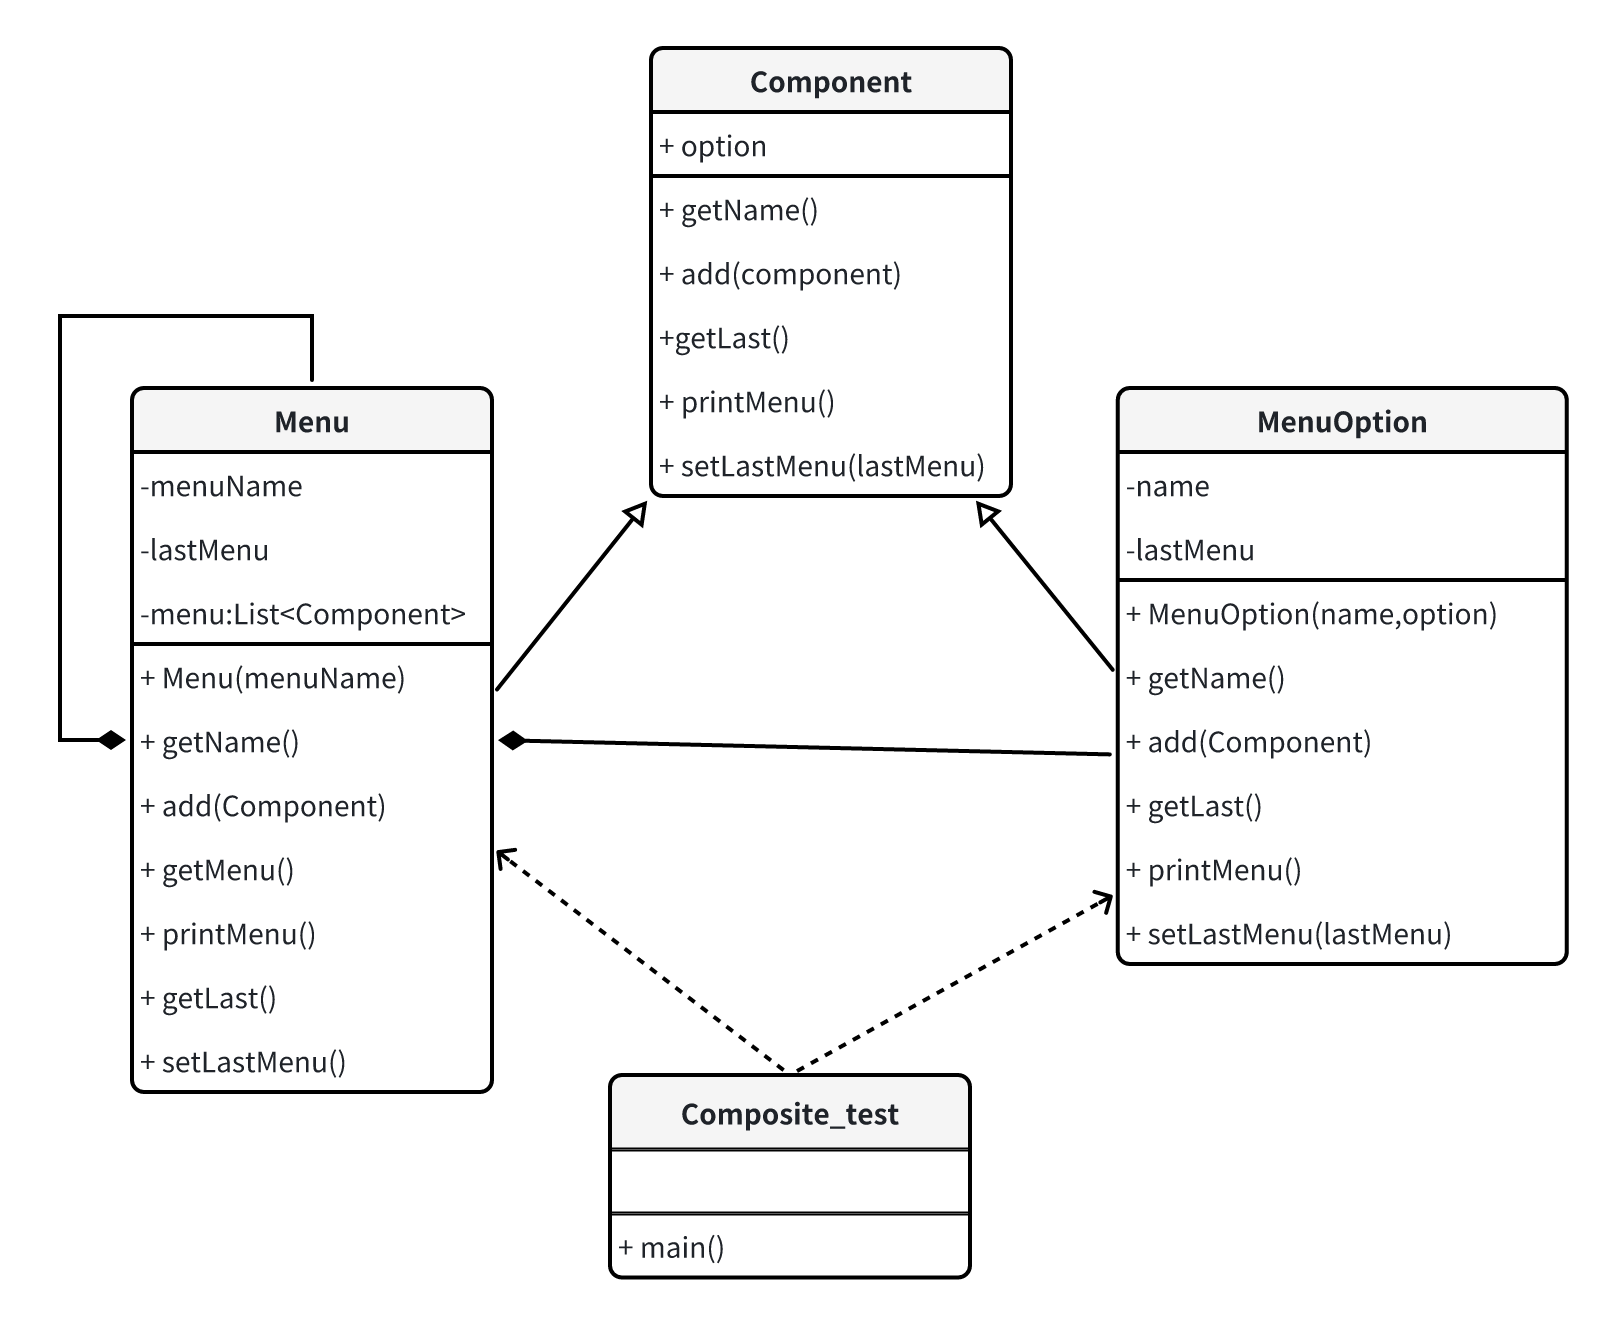 Component
+ option
+ getName()
+ add(component)
+getLast()
+ printMenu()
+ setLastMenu(lastMenu)
Menu
-menuName
-lastMenu
-menu:List<Component>
+ Menu(menuName)
+ getName()
+ add(Component)
+ getMenu()
+ printMenu()
+ getLast()
+ setLastMenu()
MenuOption
-name
-lastMenu
+ MenuOption(name,option)
+ getName()
+ add(Component)
+ getLast()
+ printMenu()
+ setLastMenu(lastMenu)
Composite_test
+ main()